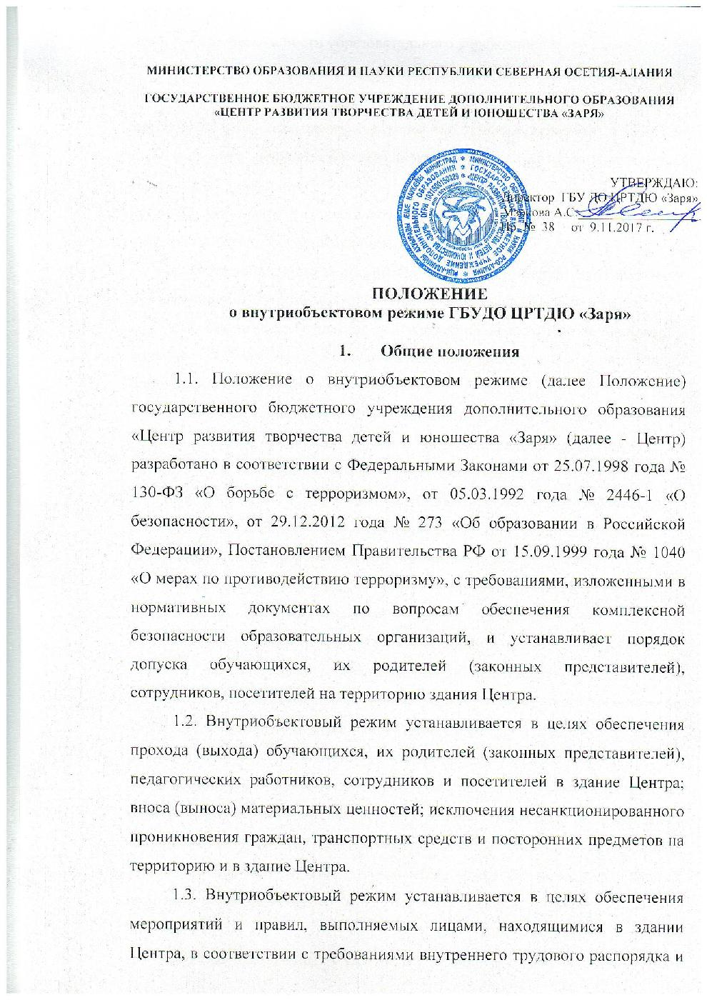 МИНИСТЕРСТВО ОБРАЗОВАНИЯ И НАУКИ РЕСПУБЛИКИ СЕВЕРНАЯ ОСЕТИЯ-АЛАНИЯ
ГОСУДАРСТВЕННОЕ БЮДЖЕТНОЕ УЧРЕЖДЕНИЕ ДОПОЛНИТЕЛЬНОГО ОБРАЗОВАНИЯ
«ЦЕНТР РАЗВИТИЯ ТВОРЧЕСТВА ДЕТЕЙ И ЮНОШЕСТВА «ЗАРЯ»
УТВЕРЖДАЮ:
Директор ГБУ ДО ЦРТДЮ «Заря»
А.С.
Пр. № 38 от 9.11.2017 г.
ПОЛОЖЕНИЕ
о внутриобъектовом режиме ГБУДО ЦРТДЮ «Заря»
1. Общие положения
1.1. Положение о внутриобъектовом режиме (далее Положение)
государственного бюджетного учреждения дополнительного образования
«Центр развития творчества детей и юношества «Заря» (далее - Центр)
разработано в соответствии с Федеральными Законами от 25.07.1998 года №
130-ФЗ «О борьбе с терроризмом», от 05.03.1992 года № 2446-1 «О
безопасности», от 29.12.2012 года № 273 «Об образовании в Российской
Федерации», Постановлением Правительства РФ от 15.09.1999 года № 1040
«О мерах по противодействию терроризму», с требованиями, изложенными в
нормативных документах по вопросам обеспечения комплексной
безопасности образовательных организаций, и устанавливает порядок
допуска обучающихся, их родителей (законных представителей),
сотрудников, посетителей на территорию здания Центра.
1.2. Внутриобъектовый режим устанавливается в целях обеспечения
прохода (выхода) обучающихся, их родителей (законных представителей),
педагогических работников, сотрудников и посетителей в здание Центра;
вноса (выноса) материальных ценностей; исключения несанкционированного
проникновения граждан, транспортных средств и посторонних предметов на
территорию и в здание Центра.
1.3. Внутриобъектовый режим устанавливается в целях обеспечения
мероприятий и правил, выполняемых лицами, находящимися в здании
Центра, в соответствии с требованиями внутреннего трудового распорядка и